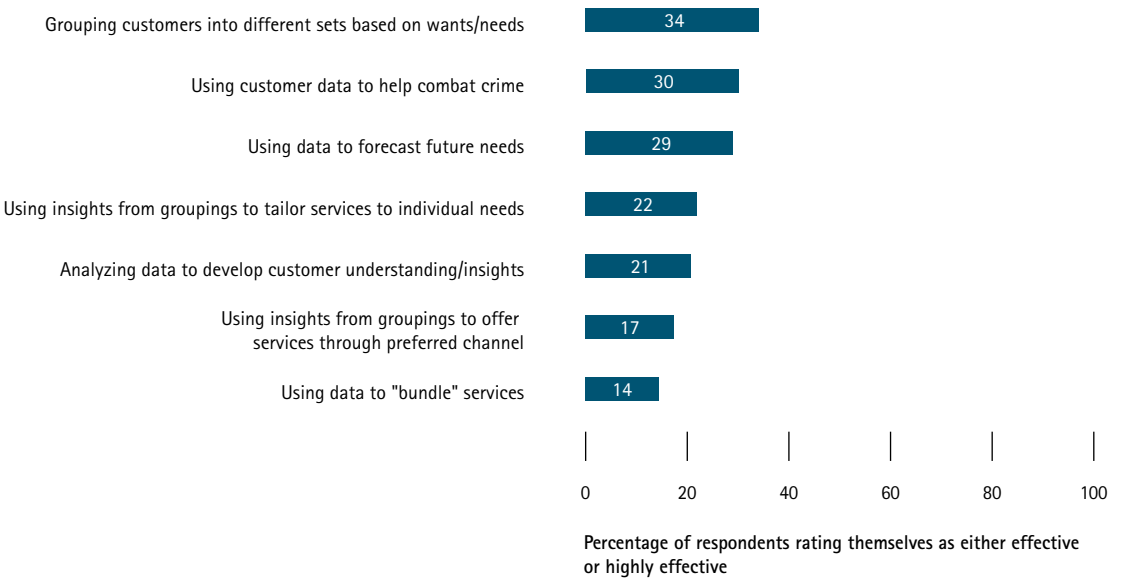 Grouping customers into different sets based on wants/needs
34
Using customer data to help combat crime
30
Using data to forecast future needs
29
Using insights from groupings to tailor services to individual needs
22
Analyzing data to develop customer understanding/insights
21
Using insights from groupings to offer
services through preferred channel
17
Using data to "bundle" services
14
0 20 40 60 80 100
Percentage of respondents rating themselves as either effective
or highly effective